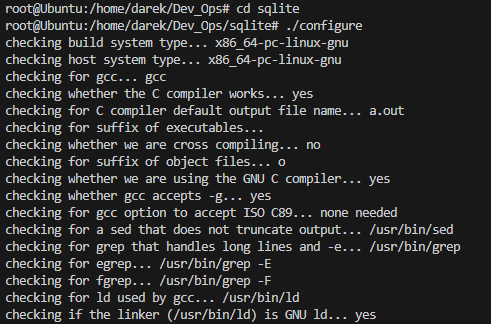 root@Ubuntu:/home/darek/Dev_Ops# cd sqlite
root@Ubuntu:/home/darek/Dev_Ops/sqlite# ./configure
checking build system type... x86_64-pc-linux-gnu
checking host system type... x86_64-pc-linux-gnu
checking for gcc... gcc
checking whether the C compiler works... yes
checking for C compiler default output file name... a.out
checking for suffix of executables...
checking whether we are cross compiling... no
checking for suffix of object files... o
checking whether we are using the GNU C compiler... yes
checking whether gcc accepts -g... yes
checking for gcc option to accept ISO C89... none needed
checking for a sed that does not truncate output... /usr/bin/sed
checking for grep that handles long lines and -e... /usr/bin/grep
checking for egrep... /usr/bin/grep -E
checking for fgrep... /usr/bin/grep -F
checking for ld used by gcc... /usr/bin/ld
checking if the linker (/usr/bin/ld) is GNU ld... yes